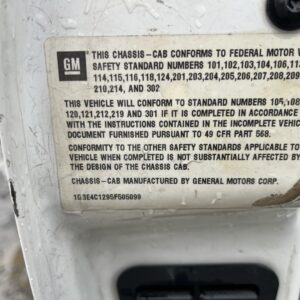 GM
THIS CHASSIS-CAB CONFORMS TO FEDERAL MOTOR
SAFETY STANDARD NUMBERS 101, 102, 103, 104, 106,
114, 115, 116, 118, 124, 201, 203, 204, 205, 206, 207, 208, 209
210, 214, AND 302
THIS VEHICLE WILL CONFORM TO STANDARD NUMBERS 105, 108
120, 121, 212, 219 AND 301 IF IT IS COMPLETED IN ACCORDANCE
WITH THE INSTRUCTIONS CONTAINED IN THE INCOMPLETE VEHICLE
DOCUMENT FURNISHED PURSUANT TO 49 CFR PART 568.
CONFORMITY TO THE OTHER SAFETY STANDARDS APPLICABLE TO
VEHICLE WHEN COMPLETED IS NOT SUBSTANTIALLY AFFECTED BY
THE DESIGN OF THE CHASSIS CAB.
CHASSIS-CAB MANUFACTURED BY GENERAL MOTORS CORP.